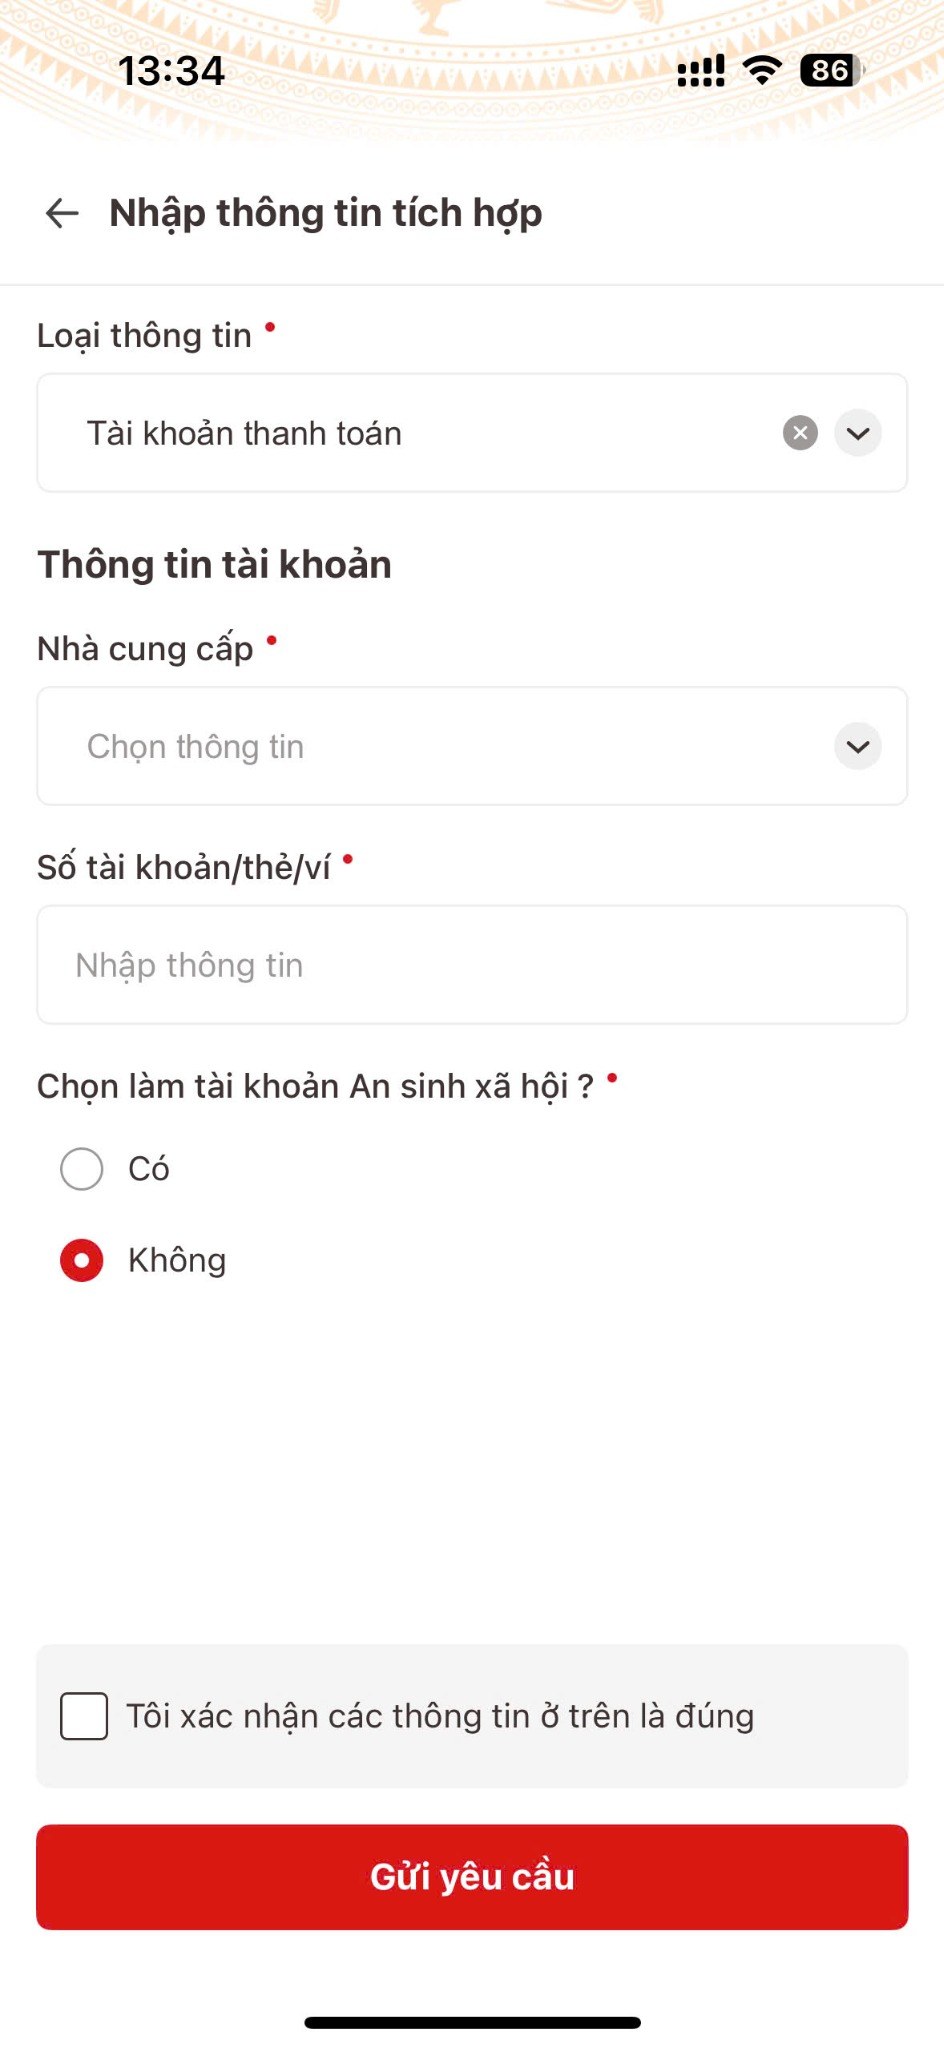 13:34
86
Nhập thông tin tích hợp
Loại thông tin
Tài khoản thanh toán
Thông tin tài khoản
Nhà cung cấp
Chọn thông tin
Số tài khoản/thẻ/ví
Nhập thông tin
Chọn làm tài khoản An sinh xã hội ?
Có
Không
Tôi xác nhận các thông tin ở trên là đúng
Gửi yêu cầu